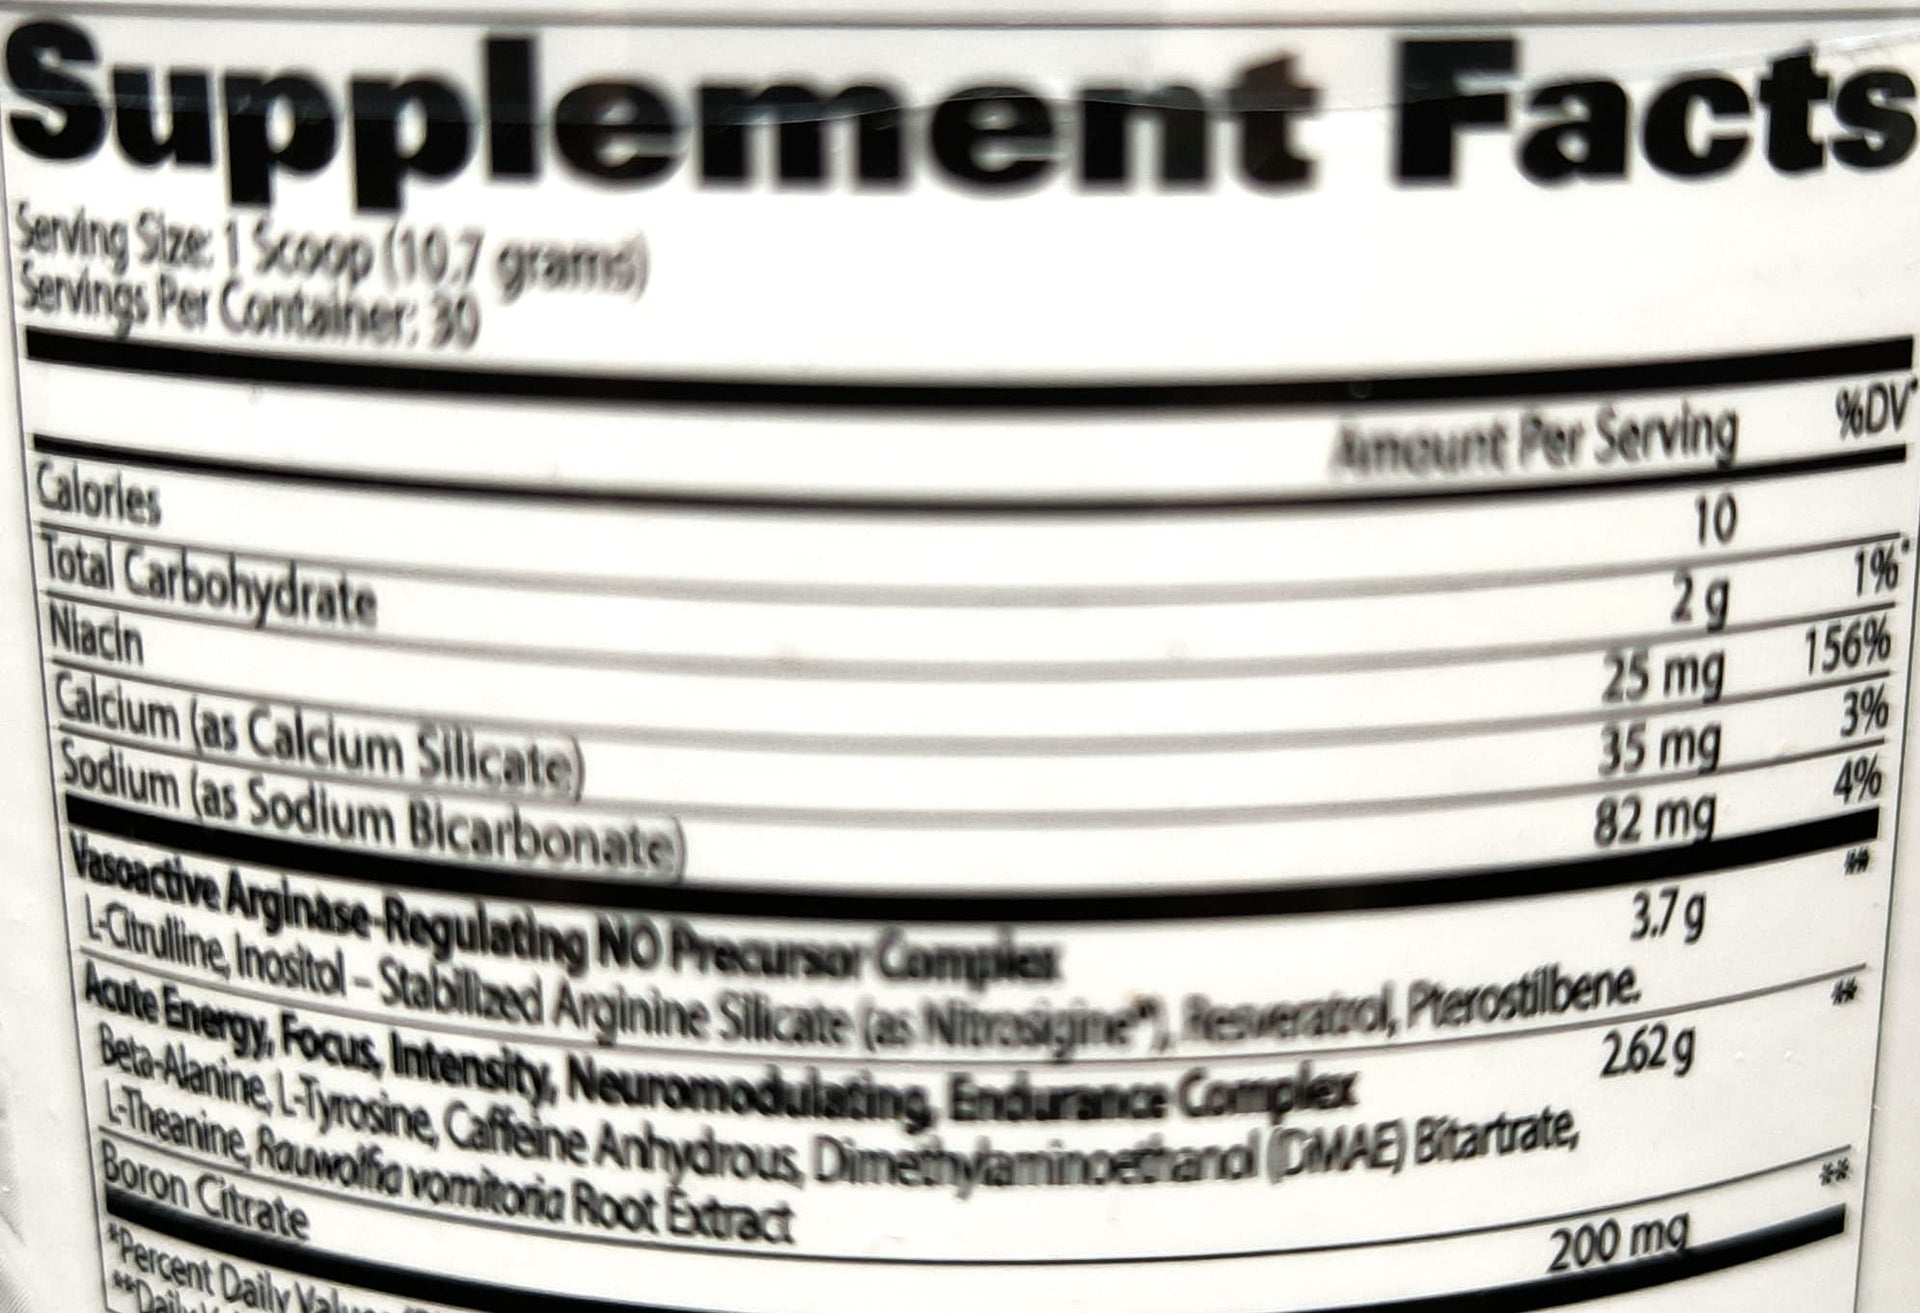 Supplement Facts
Serving Size: 1 Scoop (10.7 grams)
Servings Per Container: 30
Amount Per Serving %DV*
Calories 10
Total Carbohydrate 2 g 1%*
Niacin 25 mg 156%
Calcium (as Calcium Silicate) 35 mg 3%
Sodium (as Sodium Bicarbonate) 82 mg 4%
Vasoactive Arginase-Regulating NO Precursor Complex 3.7 g **
L-Citrulline, Inositol – Stabilized Arginine Silicate (as Nitrosigine®), Resveratrol, Pterostilbene.
Acute Energy, Focus, Intensity, Neuromodulating, Endurance Complex 2.62 g **
Beta-Alanine, L-Tyrosine, Caffeine Anhydrous, Dimethylaminoethanol (DMAE) Bitartrate,
L-Theanine, Rauwolfia vomitoria Root Extract
Boron Citrate 200 mg **
*Percent Daily
**Daily